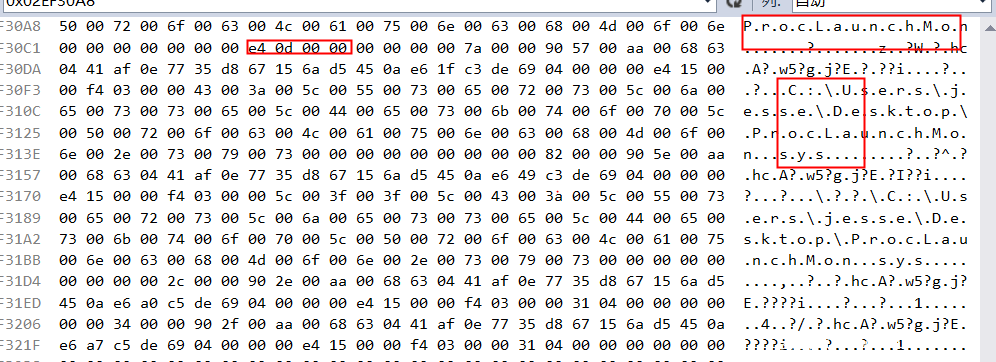 0x02EF30A8 列: 自动
F30A8 50 00 72 00 6f 00 63 00 4c 00 61 00 75 00 6e 00 63 00 68 00 4d 00 6f 00 6e P.r.o.c.L.a.u.n.c.h.M.o.n
F30C1 00 00 00 00 00 00 00 e4 0d 00 00 00 00 00 00 7a 00 00 90 57 00 aa 00 68 63 .......?.......z..?W.?.hc
F30DA 04 41 af 0e 77 35 d8 67 15 6a d5 45 0a e6 1f c3 de 69 04 00 00 00 e4 15 00 .A?.w5?g.j?E.?.??i....?..
F30F3 00 f4 03 00 00 43 00 3a 00 5c 00 55 00 73 00 65 00 72 00 73 00 5c 00 6a 00 .?...C.:.\.U.s.e.r.s.\.j.
F310C 65 00 73 00 73 00 65 00 5c 00 44 00 65 00 73 00 6b 00 74 00 6f 00 70 00 5c e.s.s.e.\.D.e.s.k.t.o.p.\
F3125 00 50 00 72 00 6f 00 63 00 4c 00 61 00 75 00 6e 00 63 00 68 00 4d 00 6f 00 .P.r.o.c.L.a.u.n.c.h.M.o.
F313E 6e 00 2e 00 73 00 79 00 73 00 00 00 00 00 00 00 00 00 82 00 00 90 5e 00 aa n...s.y.s.........?..?^.?
F3157 00 68 63 04 41 af 0e 77 35 d8 67 15 6a d5 45 0a e6 49 c3 de 69 04 00 00 00 .hc.A?.w5?g.j?E.?I??i....
F3170 e4 15 00 00 f4 03 00 00 5c 00 3f 00 3f 00 5c 00 43 00 3a 00 5c 00 55 00 73 ?...?...\.?.?.\.C.:.\.U.s
F3189 00 65 00 72 00 73 00 5c 00 6a 00 65 00 73 00 73 00 65 00 5c 00 44 00 65 00 .e.r.s.\.j.e.s.s.e.\.D.e.
F31A2 73 00 6b 00 74 00 6f 00 70 00 5c 00 50 00 72 00 6f 00 63 00 4c 00 61 00 75 s.k.t.o.p.\.P.r.o.c.L.a.u
F31BB 00 6e 00 63 00 68 00 4d 00 6f 00 6e 00 2e 00 73 00 79 00 73 00 00 00 00 00 .n.c.h.M.o.n...s.y.s.....
F31D4 00 00 00 00 2c 00 00 90 2e 00 aa 00 68 63 04 41 af 0e 77 35 d8 67 15 6a d5 ....,..?..?.hc.A?.w5?g.j?
F31ED 45 0a e6 a0 c5 de 69 04 00 00 00 e4 15 00 00 f4 03 00 00 31 04 00 00 00 00 E.????i....?...?...1.....
F3206 00 00 34 00 00 90 2f 00 aa 00 68 63 04 41 af 0e 77 35 d8 67 15 6a d5 45 0a ..4..?/.?.hc.A?.w5?g.j?E.
F321F e6 a7 c5 de 69 04 00 00 00 e4 15 00 00 f4 03 00 00 31 04 00 00 00 00 00 00 ????i....?...?...1.......